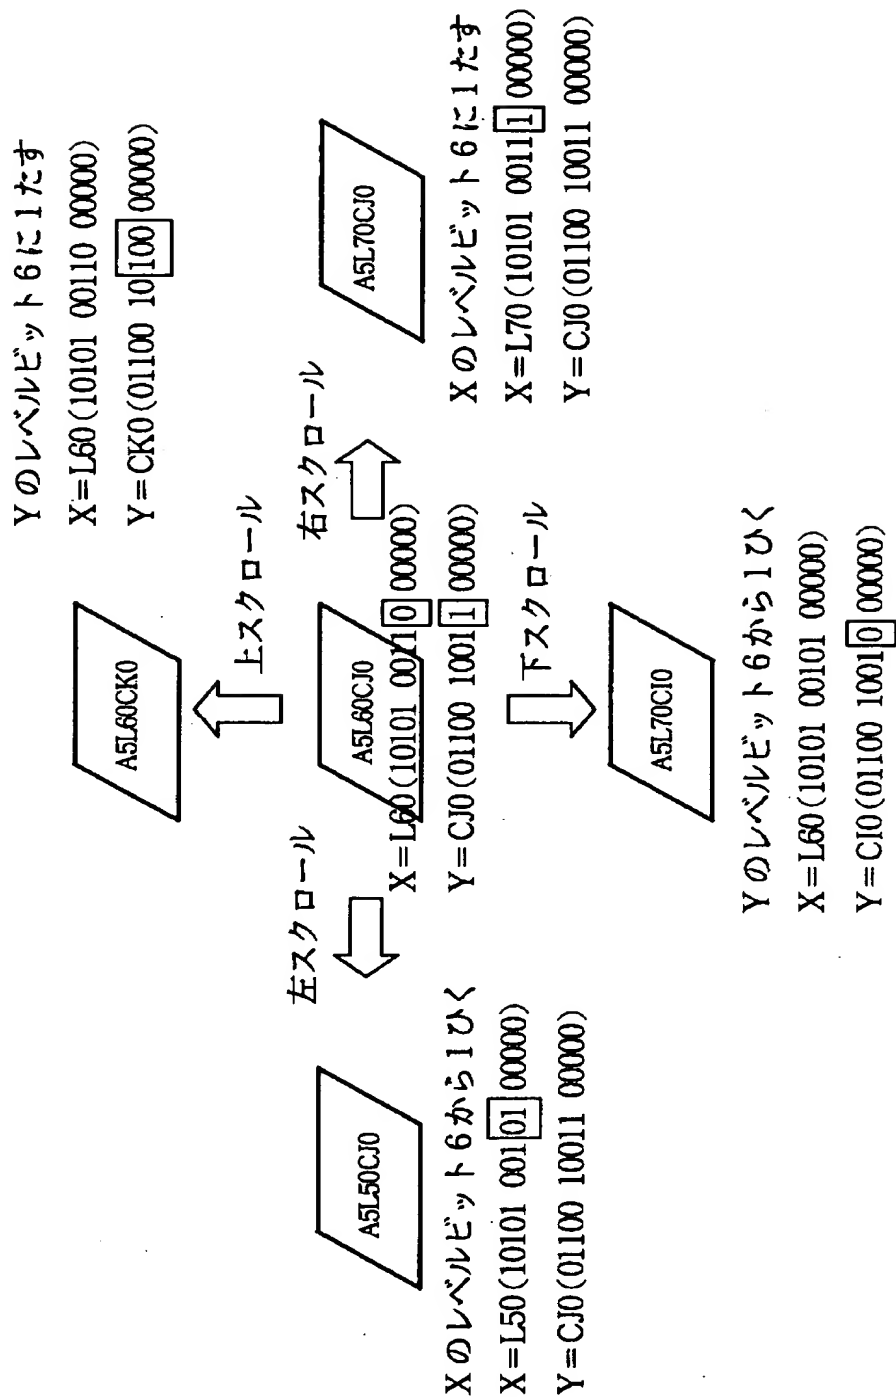 A5L60CK0
Yのレベルビット6に1たす
X=L60(10101 00110 00000)
Y=CK0(01100 10100 00000)
上スクロール
左スクロール
右スクロール
A5L50CJ0
Xのレベルビット6から1ひく
X=L50(10101 00101 00000)
Y=CJ0(01100 10011 00000)
A5L60CJ0
X=L60(10101 00110 00000)
Y=CJ0(01100 10011 00000)
A5L70CJ0
Xのレベルビット6に1たす
X=L70(10101 00111 00000)
Y=CJ0(01100 10011 00000)
下スクロール
A5L70CI0
Yのレベルビット6から1ひく
X=L60(10101 00101 00000)
Y=CI0(01100 10010 00000)